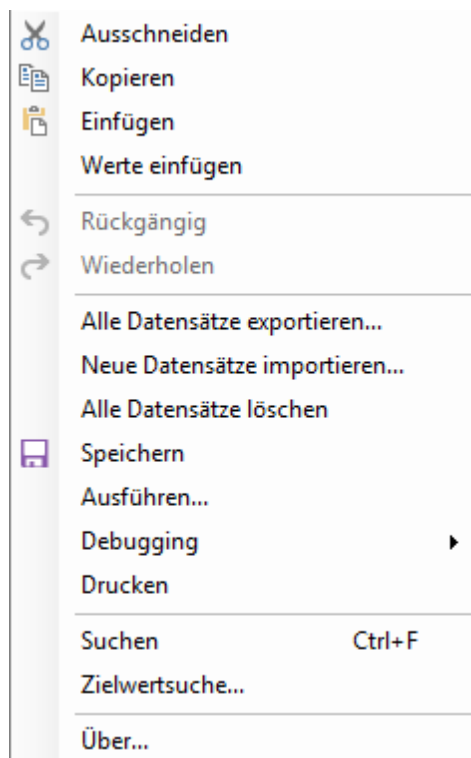 Ausschneiden
Kopieren
Einfügen
Werte einfügen
Rückgängig
Wiederholen
Alle Datensätze exportieren...
Neue Datensätze importieren...
Alle Datensätze löschen
Speichern
Ausführen...
Debugging
Drucken
Suchen Ctrl+F
Zielwertsuche...
Über...